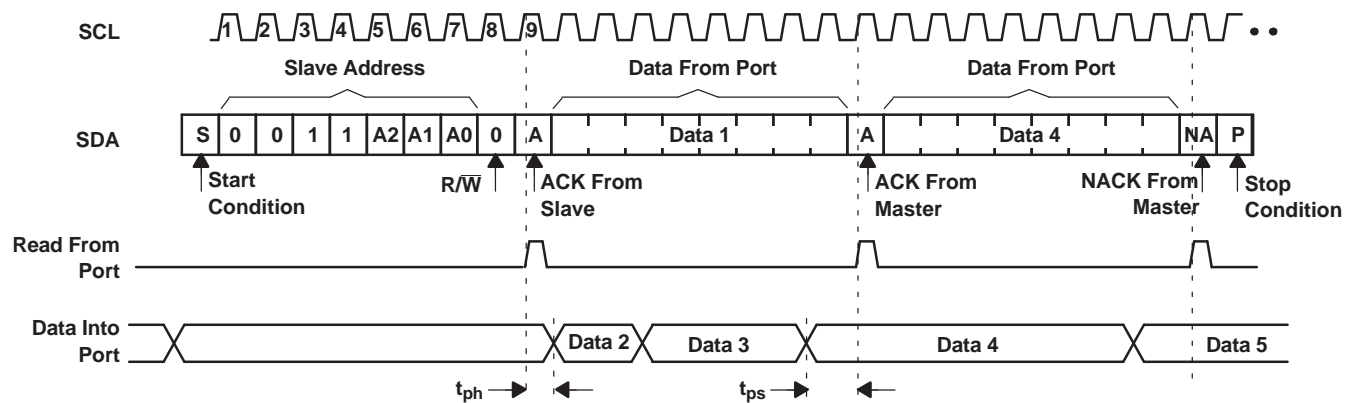 SCL 1 2 3 4 5 6 7 8 9
Slave Address Data From Port Data From Port
SDA S 0 0 1 1 A2 A1 A0 0 A Data 1 A Data 4 NA P
Start Condition
R/W̅
ACK From Slave
ACK From Master
NACK From Master
Stop Condition
Read From Port
Data Into Port
Data 2 Data 3 Data 4 Data 5
tph tps